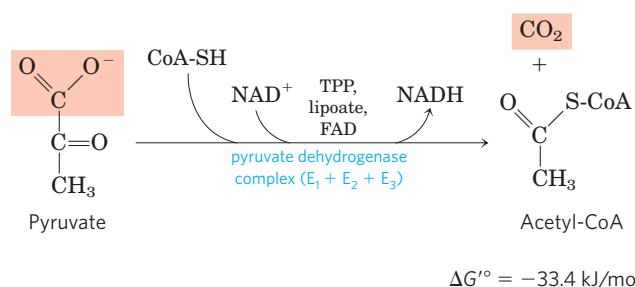 CO₂
+
O O⁻
C
C=O
CH₃
Pyruvate
CoA-SH
NAD⁺
TPP,
lipoate,
FAD
NADH
pyruvate dehydrogenase
complex (E₁ + E₂ + E₃)
O S-CoA
C
CH₃
Acetyl-CoA
ΔG′° = −33.4 kJ/mo